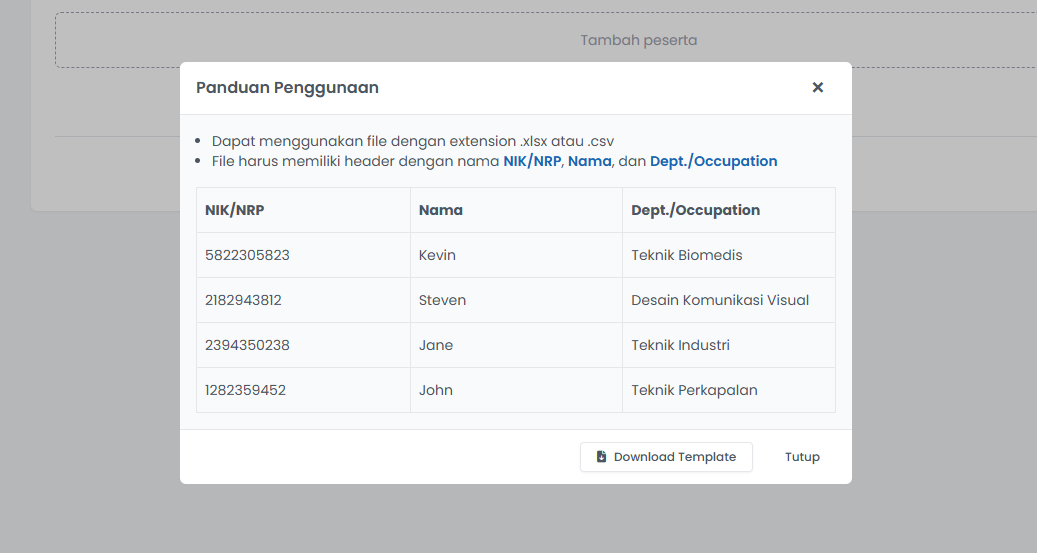 Tambah peserta
Panduan Penggunaan
Dapat menggunakan file dengan extension .xlsx atau .csv
File harus memiliki header dengan nama NIK/NRP, Nama, dan Dept./Occupation
NIK/NRP Nama Dept./Occupation
5822305823 Kevin Teknik Biomedis
2182943812 Steven Desain Komunikasi Visual
2394350238 Jane Teknik Industri
1282359452 John Teknik Perkapalan
Download Template Tutup